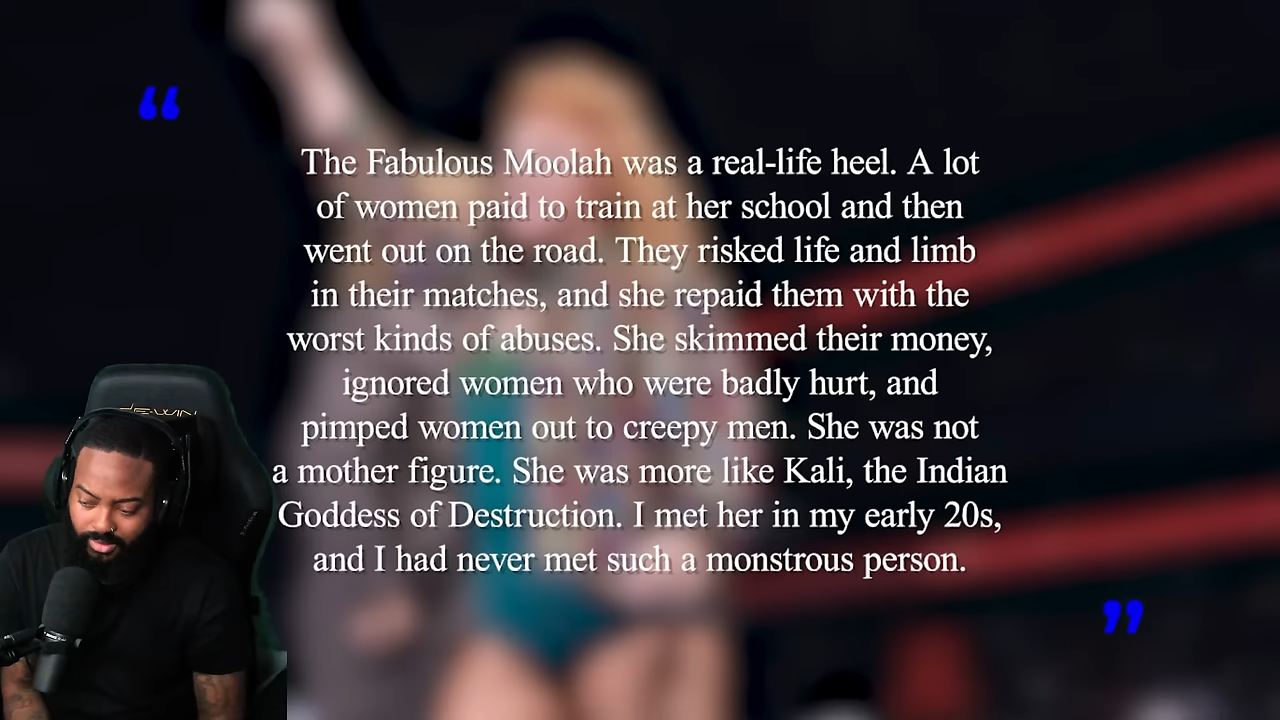 “
The Fabulous Moolah was a real-life heel. A lot
of women paid to train at her school and then
went out on the road. They risked life and limb
in their matches, and she repaid them with the
worst kinds of abuses. She skimmed their money,
ignored women who were badly hurt, and
pimped women out to creepy men. She was not
a mother figure. She was more like Kali, the Indian
Goddess of Destruction. I met her in my early 20s,
and I had never met such a monstrous person.
”